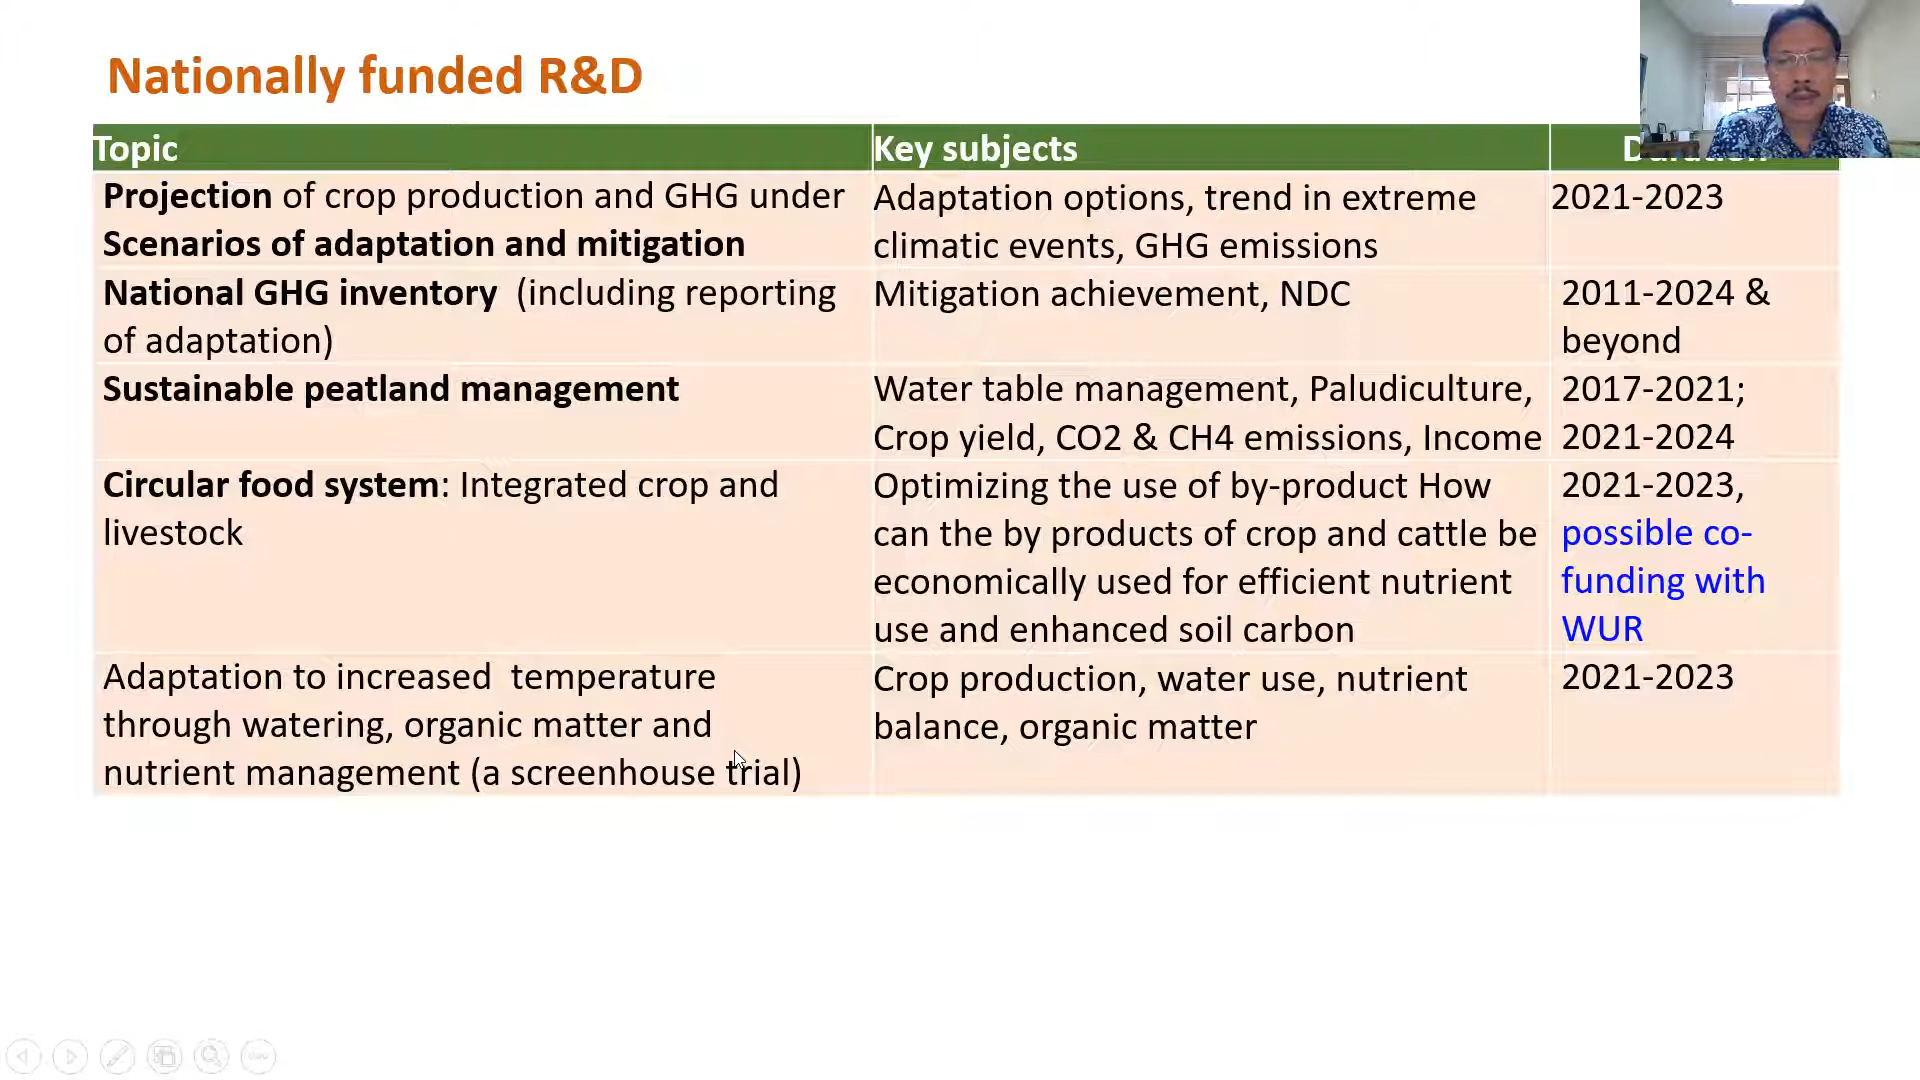 Nationally funded R&D
Topic
Key subjects
Projection of crop production and GHG under
Scenarios of adaptation and mitigation
Adaptation options, trend in extreme
climatic events, GHG emissions
2021-2023
National GHG inventory (including reporting
of adaptation)
Mitigation achievement, NDC
2011-2024 &
beyond
Sustainable peatland management
Water table management, Paludiculture,
Crop yield, CO2 & CH4 emissions, Income
2017-2021;
2021-2024
Circular food system: Integrated crop and
livestock
Optimizing the use of by-product How
can the by products of crop and cattle be
economically used for efficient nutrient
use and enhanced soil carbon
2021-2023,
possible co-
funding with
WUR
Adaptation to increased temperature
through watering, organic matter and
nutrient management (a screenhouse trial)
Crop production, water use, nutrient
balance, organic matter
2021-2023